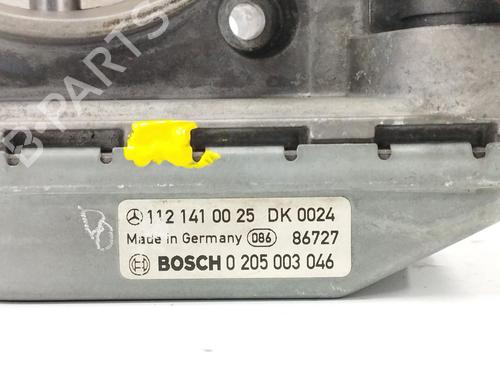 112 141 00 25 DK 0024
Made in Germany 086 86727
BOSCH 0 205 003 046
B-PARTS